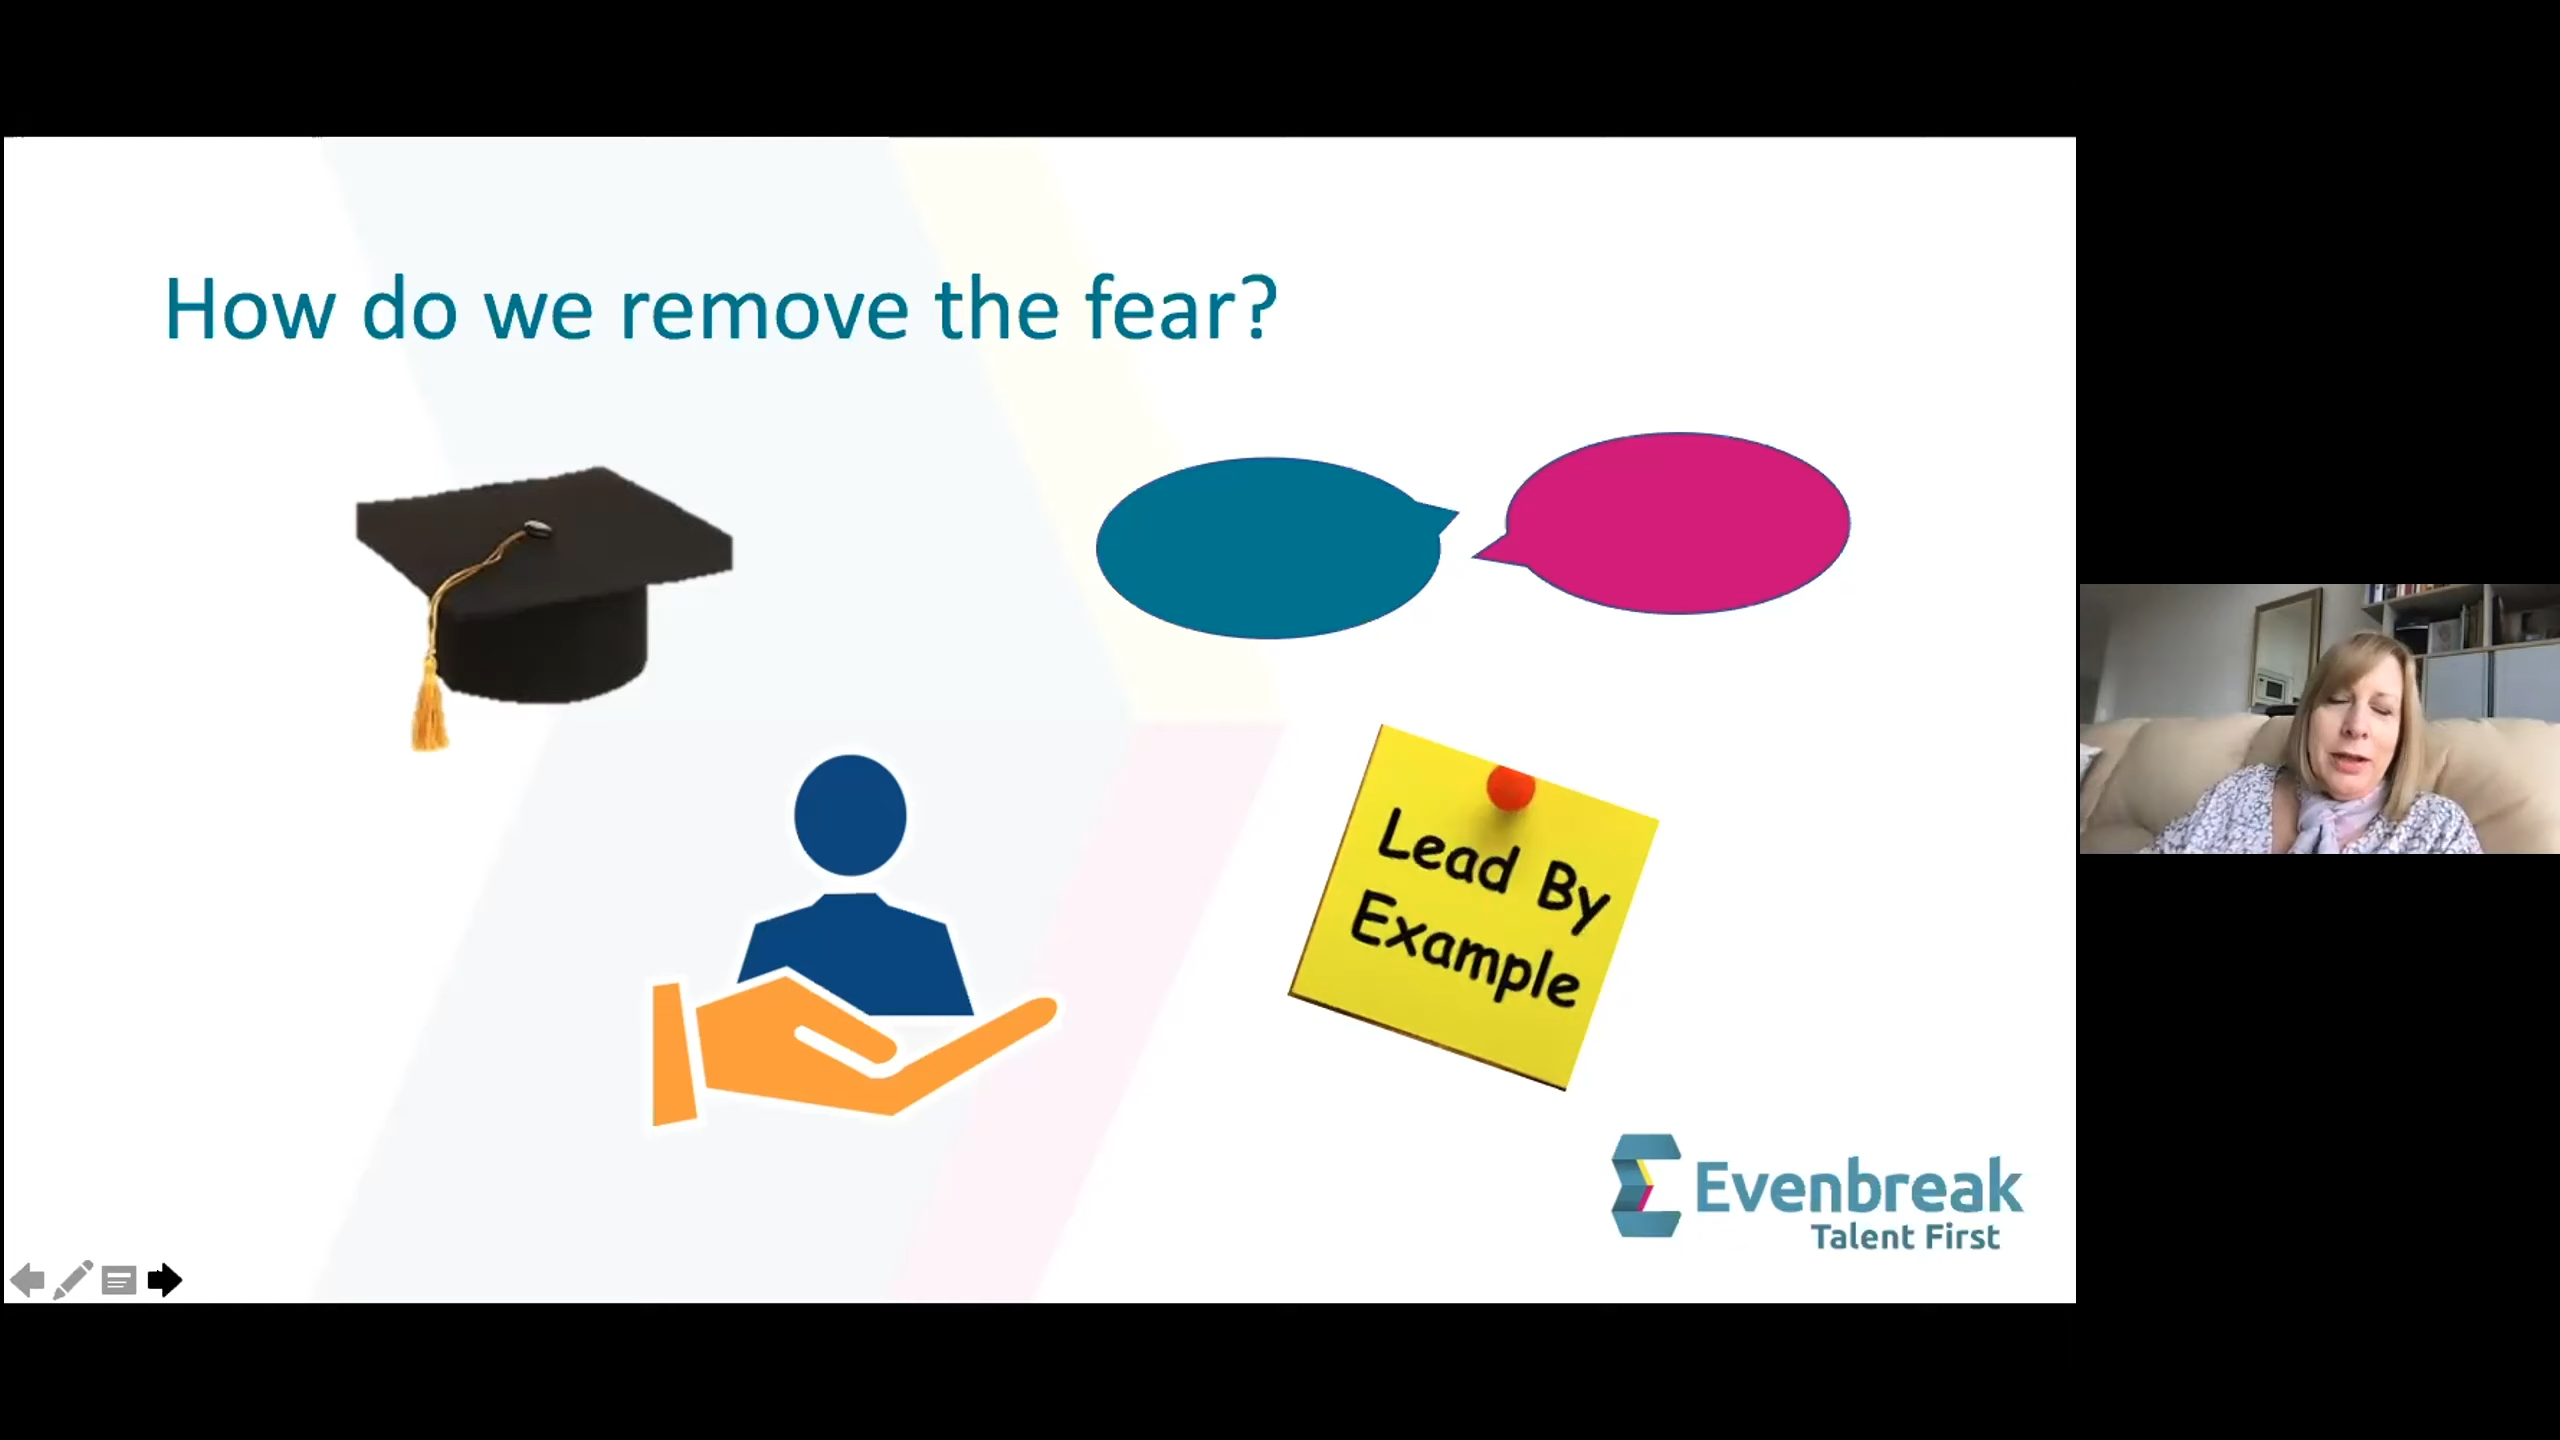 How do we remove the fear?
Lead By
Example
Evenbreak
Talent First